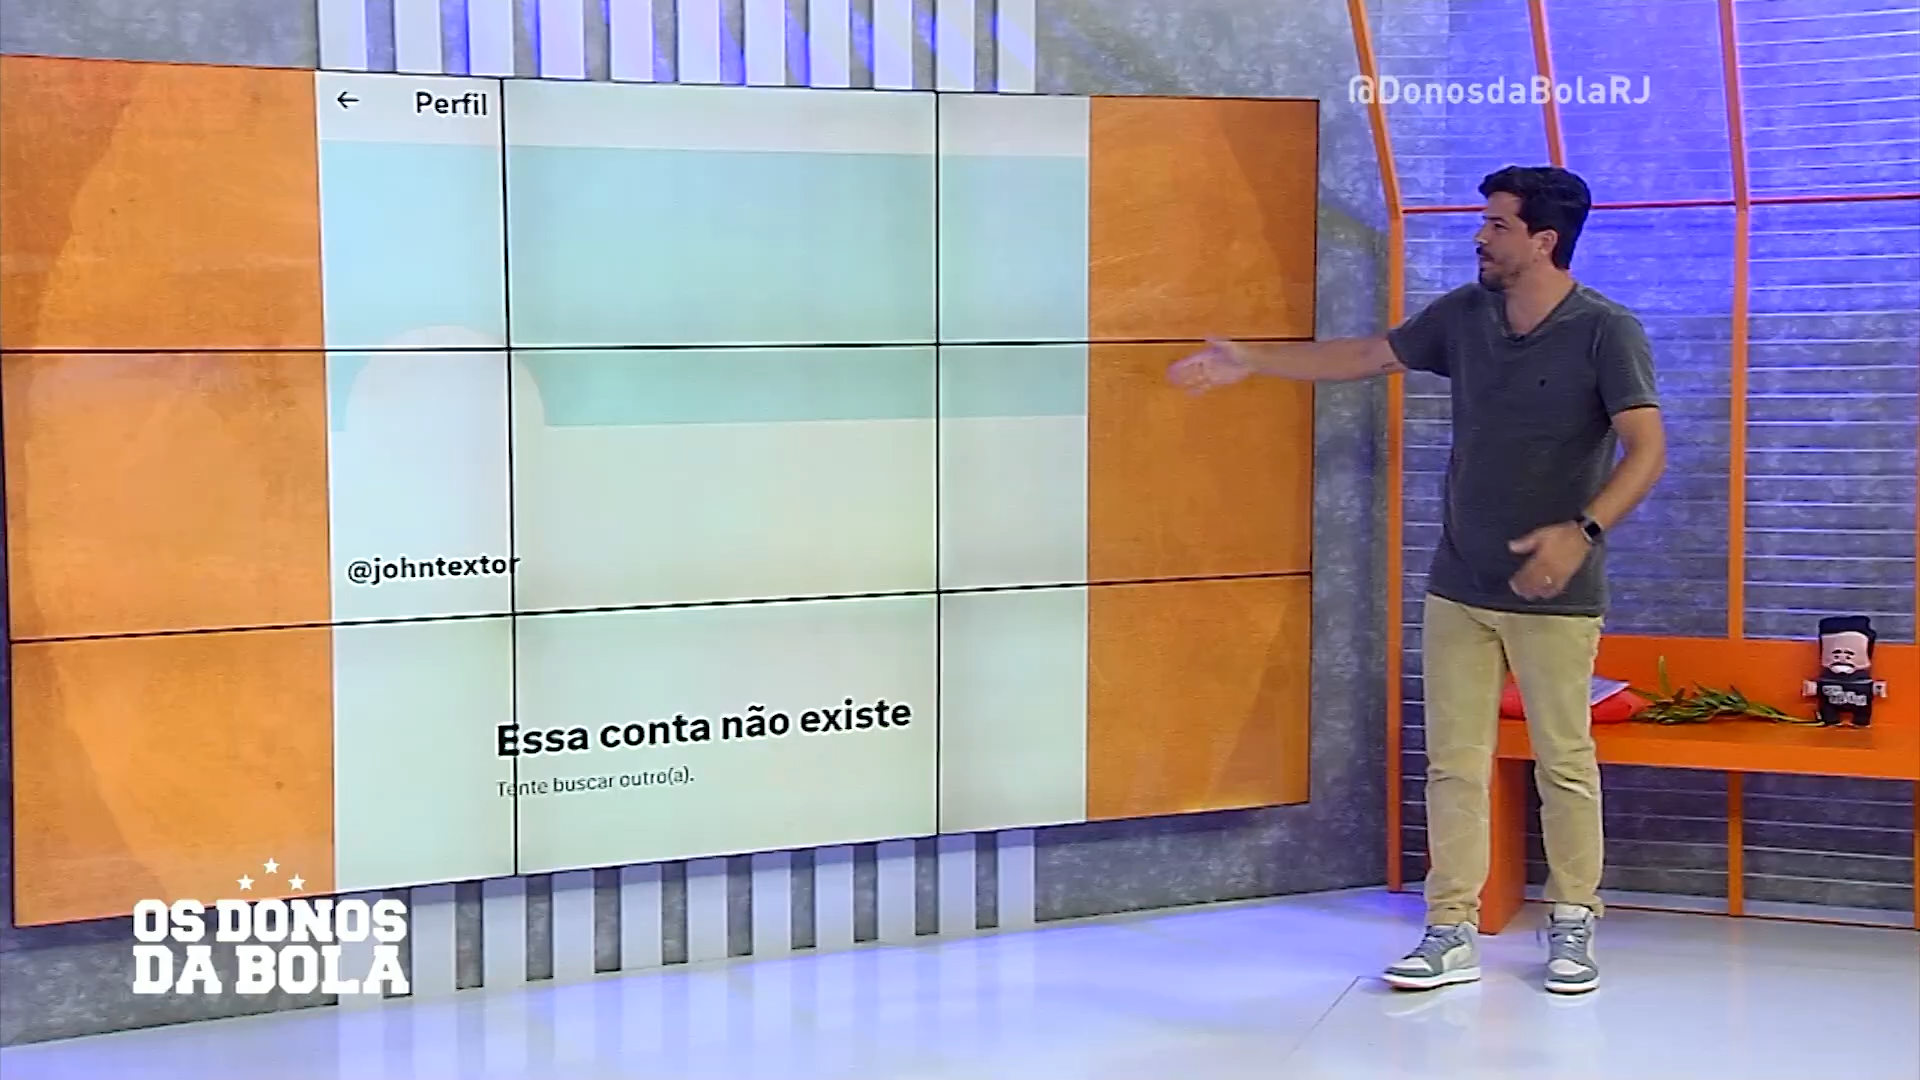 @DonosdaBolaRJ
← Perfil
@johntextor
Essa conta não existe
Tente buscar outro(a).
OS DONOS
DA BOLA